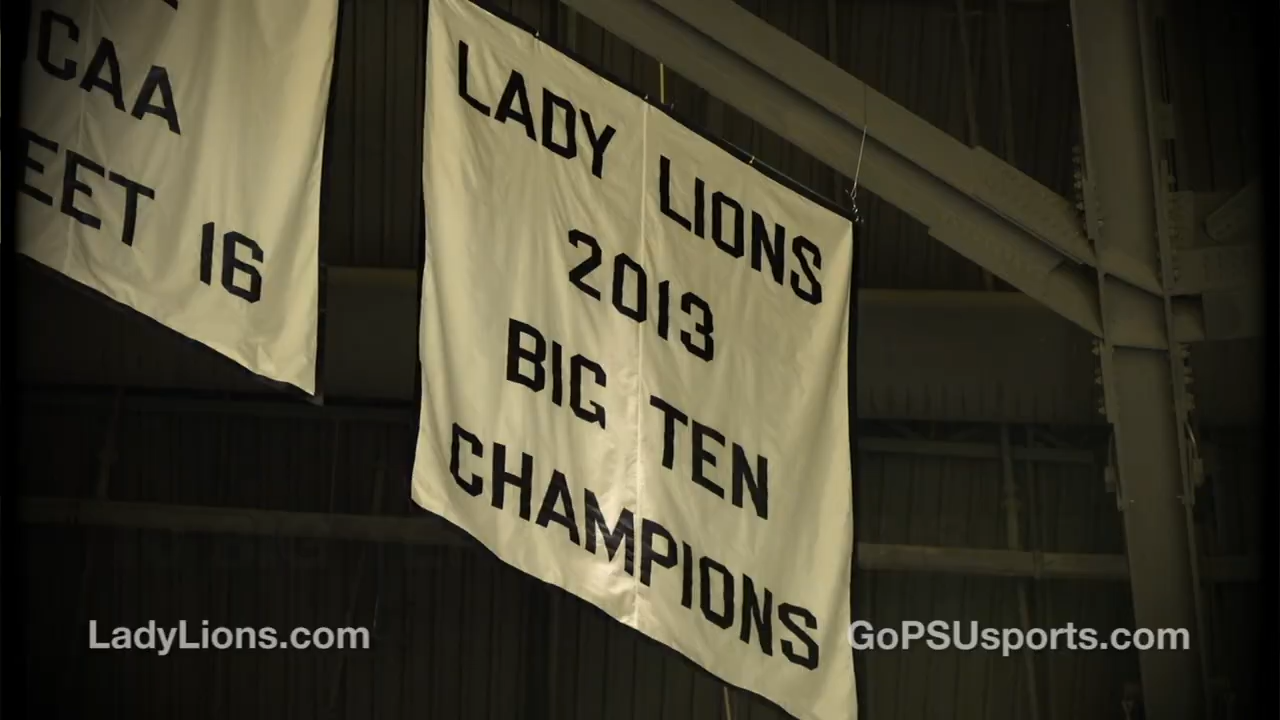 CAA
EET 16
LADY LIONS
2013
BIG TEN
CHAMPIONS
LadyLions.com
GoPSUsports.com